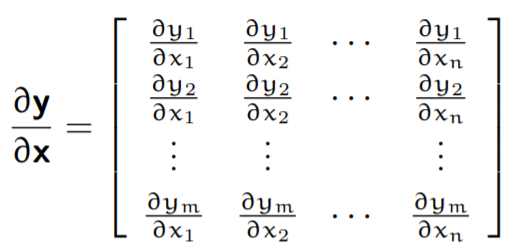 ∂y/∂x = [ ∂y₁/∂x₁ ∂y₁/∂x₂ ⋯ ∂y₁/∂xₙ
∂y₂/∂x₁ ∂y₂/∂x₂ ⋯ ∂y₂/∂xₙ
⋮ ⋮ ⋮
∂yₘ/∂x₁ ∂yₘ/∂x₂ ⋯ ∂yₘ/∂xₙ ]